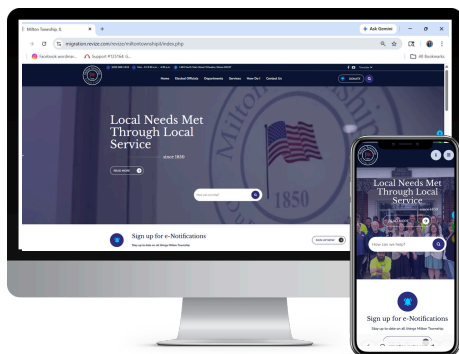 Milton Township, IL
Ask Gemini
migration.revize.com/revize/miltontownshipil/index.php
All Bookmarks
Home Elected Officials Departments Services How Do I Contact Us
DONATE
Local Needs Met
Through Local
Service
since 1850
READ MORE
How can we help?
1850
Sign up for e-Notifications
Stay up to date on all things Milton Township
SIGN UP NOW
Local Needs Met
Through Local
Service
READ MORE
How can we help?
Sign up for e-Notifications
Stay up to date on all things Milton Township